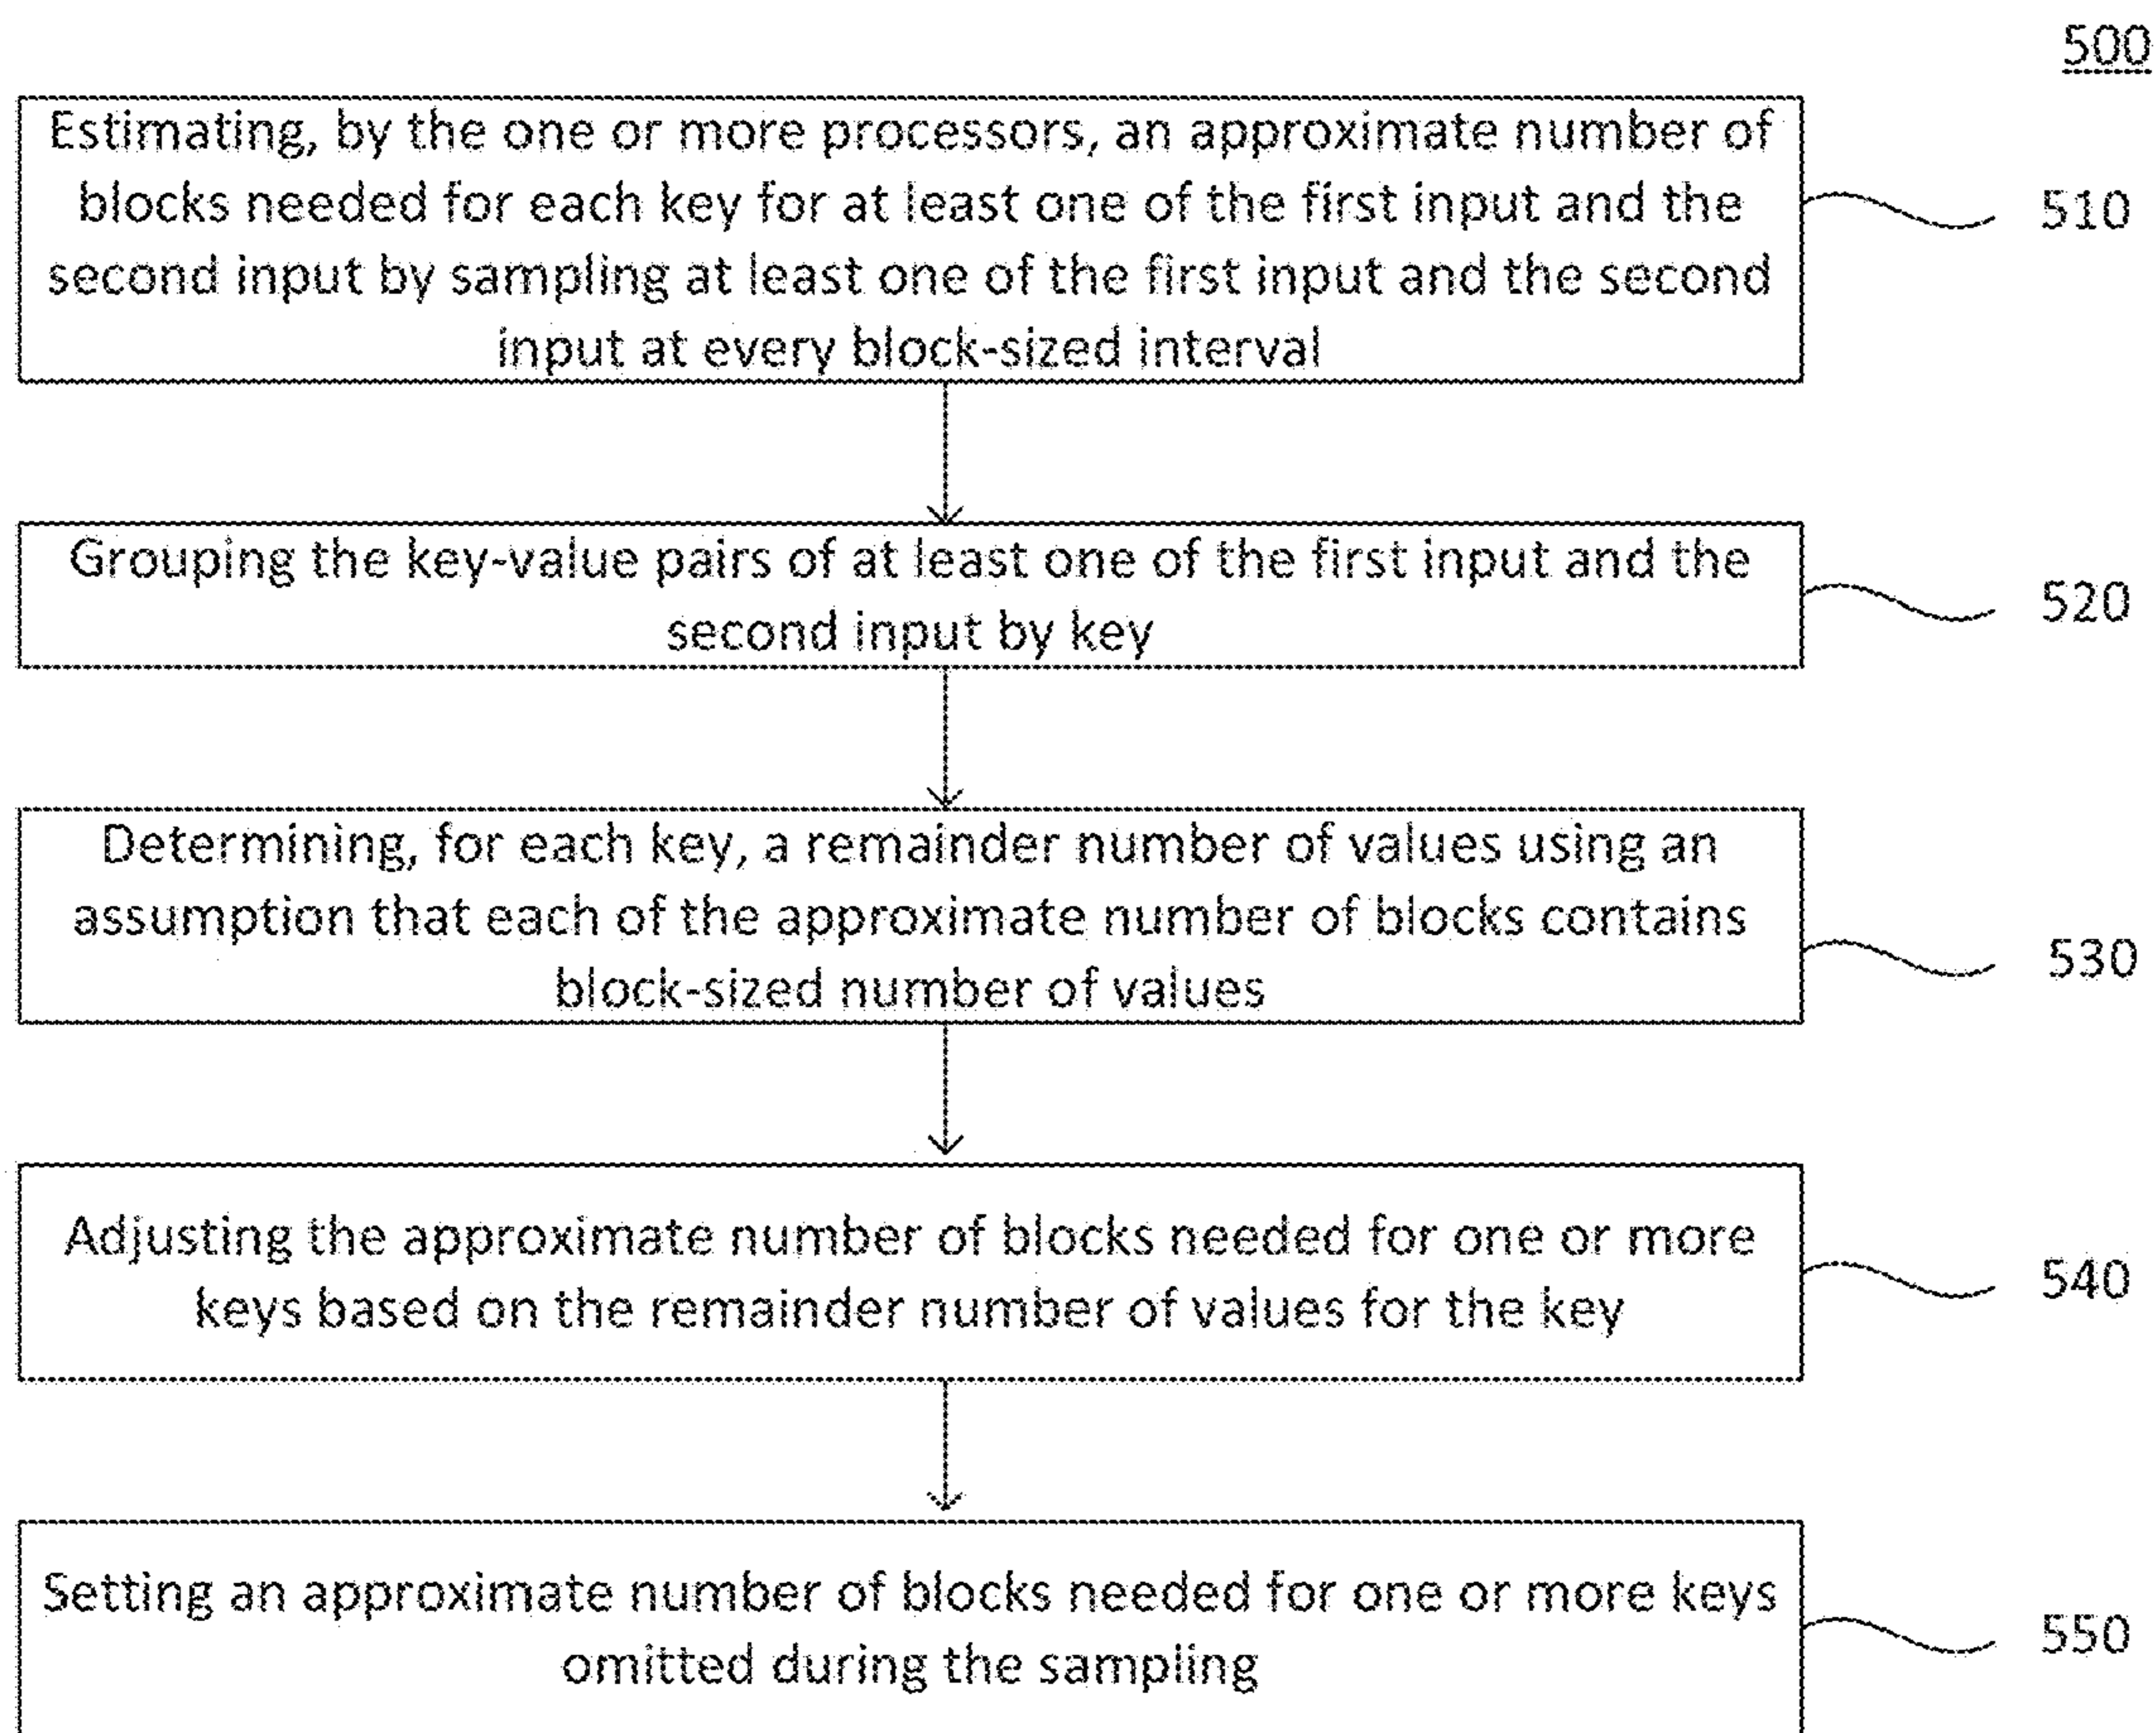 500
Estimating, by the one or more processors, an approximate number of
blocks needed for each key for at least one of the first input and the
second input by sampling at least one of the first input and the second
input at every block-sized interval
510
Grouping the key-value pairs of at least one of the first input and the
second input by key
520
Determining, for each key, a remainder number of values using an
assumption that each of the approximate number of blocks contains
block-sized number of values
530
Adjusting the approximate number of blocks needed for one or more
keys based on the remainder number of values for the key
540
Setting an approximate number of blocks needed for one or more keys
omitted during the sampling
550